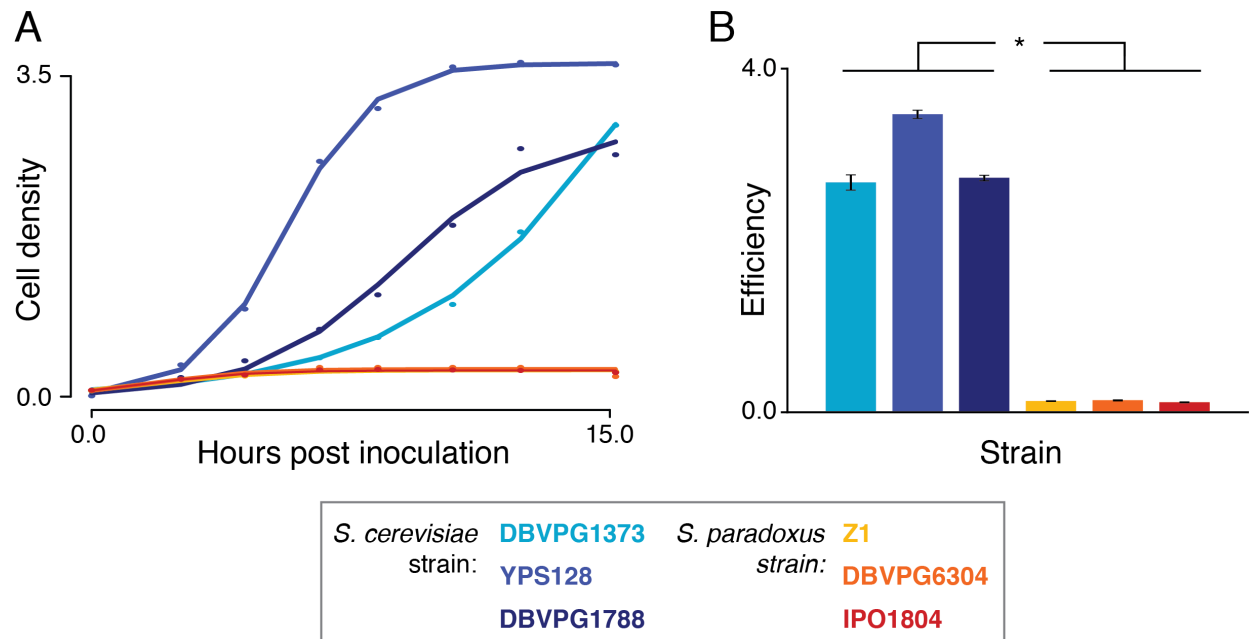 A
3.5
Cell density
0.0
0.0
15.0
Hours post inoculation
B
*
4.0
Efficiency
0.0
Strain
S. cerevisiae
strain:
DBVPG1373
YPS128
DBVPG1788
S. paradoxus
strain:
Z1
DBVPG6304
IPO1804